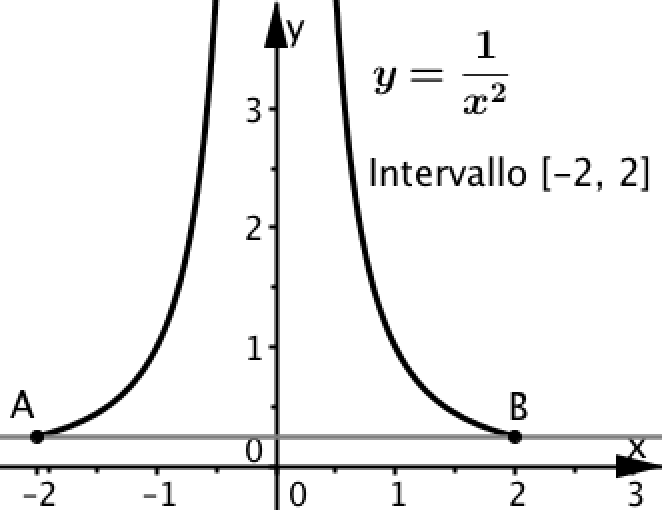 y
y = 1/x²
3
Intervallo [-2, 2]
2
1
A
B
0
x
-2 -1 0 1 2 3